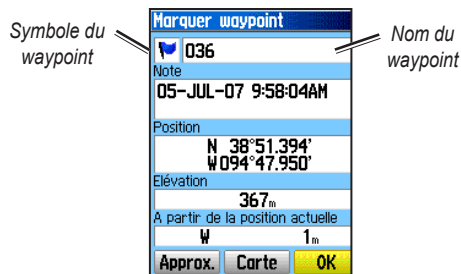 Marquer waypoint
Symbole du
waypoint
036
Nom du
waypoint
Note
05-JUL-07 9:58:04AM
Position
N 38°51.394'
W094°47.950'
Elévation
367m
A partir de la position actuelle
W 1m
Approx. Carte OK